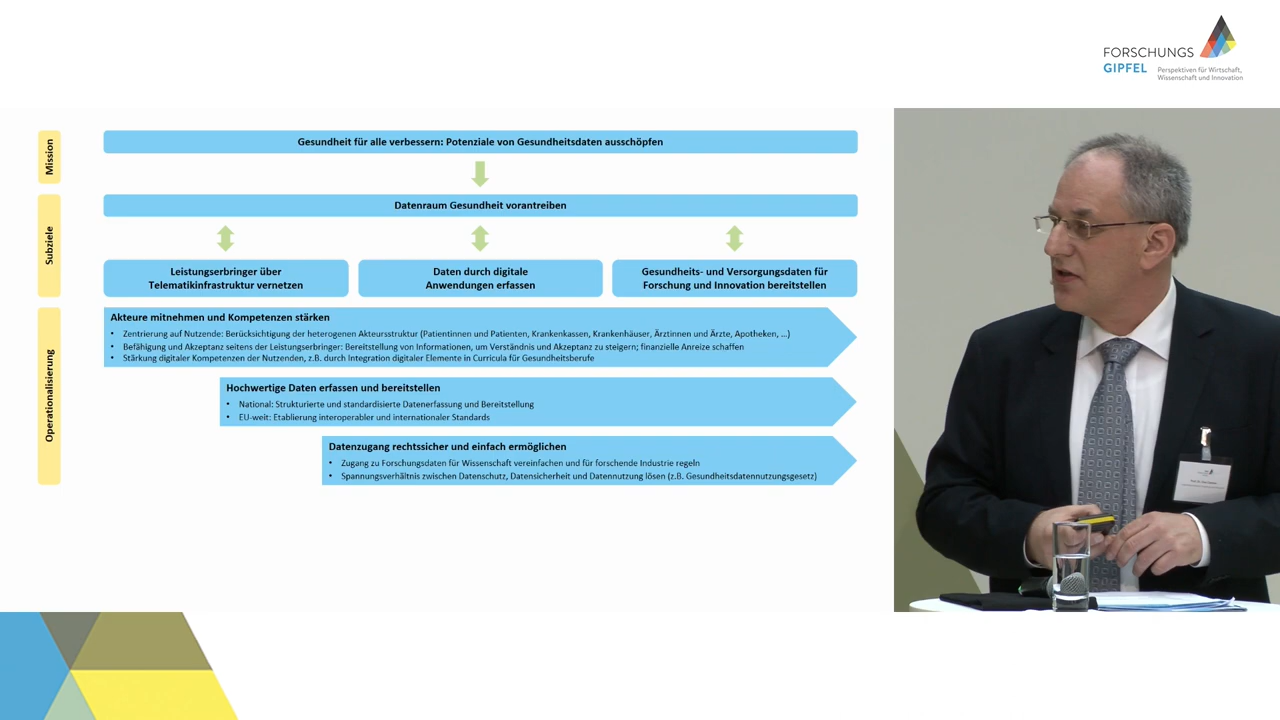 FORSCHUNGS
GIPFEL
Perspektiven für Wirtschaft,
Wissenschaft und Innovation
Mission
Gesundheit für alle verbessern: Potenziale von Gesundheitsdaten ausschöpfen
Subziele
Datenraum Gesundheit vorantreiben
Leistungserbringer über
Telematikinfrastruktur vernetzen
Daten durch digitale
Anwendungen erfassen
Gesundheits- und Versorgungsdaten für
Forschung und Innovation bereitstellen
Operationalisierung
Akteure mitnehmen und Kompetenzen stärken
• Zentrierung auf Nutzende: Berücksichtigung der heterogenen Akteursstruktur (Patientinnen und Patienten, Krankenkassen, Krankenhäuser, Ärztinnen und Ärzte, Apotheken, ...)
• Befähigung und Akzeptanz seitens der Leistungserbringer: Bereitstellung von Informationen, um Verständnis und Akzeptanz zu steigern; finanzielle Anreize schaffen
• Stärkung digitaler Kompetenzen der Nutzenden, z.B. durch Integration digitaler Elemente in Curricula für Gesundheitsberufe
Hochwertige Daten erfassen und bereitstellen
• National: Strukturierte und standardisierte Datenerfassung und Bereitstellung
• EU-weit: Etablierung interoperabler und internationaler Standards
Datenzugang rechtssicher und einfach ermöglichen
• Zugang zu Forschungsdaten für Wissenschaft vereinfachen und für forschende Industrie regeln
• Spannungsverhältnis zwischen Datenschutz, Datensicherheit und Datennutzung lösen (z.B. Gesundheitsdatennutzungsgesetz)